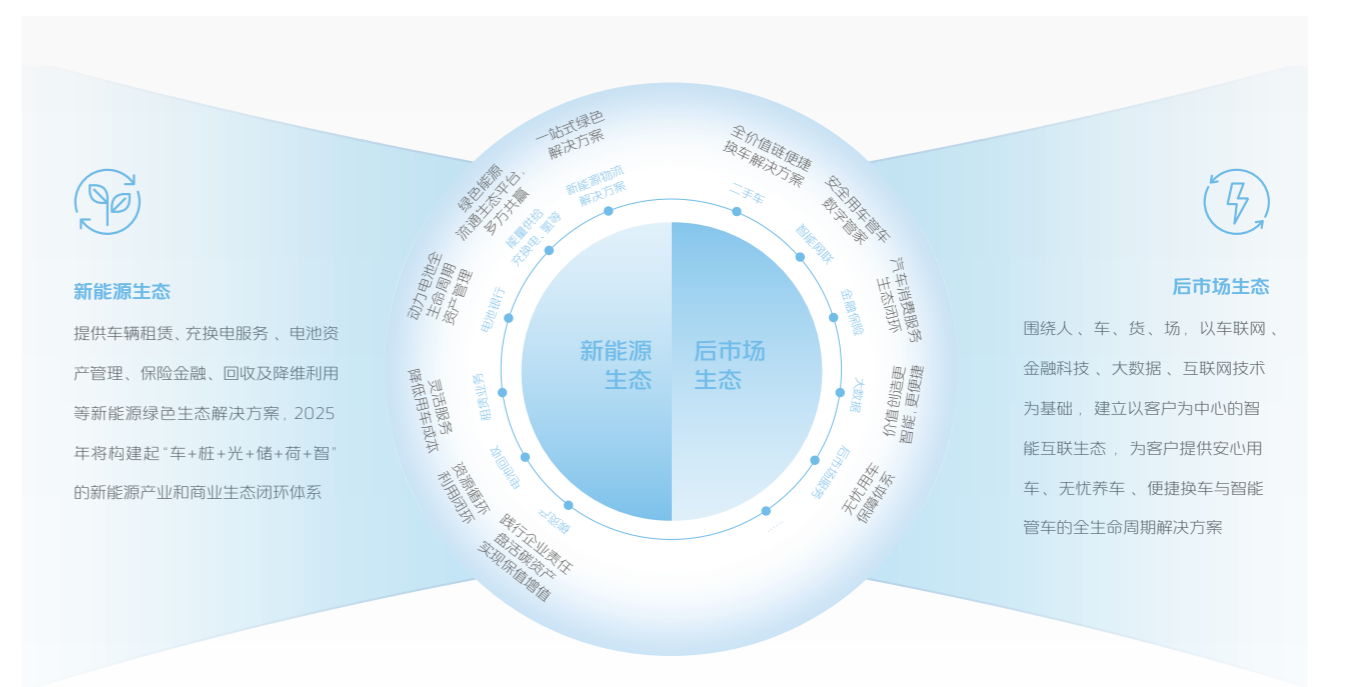 新能源生态
提供车辆租赁、充换电服务、电池资
产管理、保险金融、回收及降维利用
等新能源绿色生态解决方案, 2025
年将构建起“车+桩+光+储+荷+智”
的新能源产业和商业生态闭环体系
一站式绿色
解决方案
新能源物流
解决方案
绿色能源
流通生态平台,
多方共赢
能量供给
充换电、氢等
动力电池全
生命周期
资产管理
电池银行
灵活服务
降低用车成本
租赁业务
资源循环
利用闭环
电池回收
践行企业责任
盘活碳资产
实现保值增值
碳资产
新能源
生态
后市场
生态
全价值链便捷
换车解决方案
二手车
安全用车管车
数字管家
智能网联
汽车消费服务
生态闭环
金融保险
价值创造更
智能,更便捷
大数据
无忧用车
保障体系
后市场服务
......
后市场生态
围绕人、车、货、场, 以车联网、
金融科技、大数据、互联网技术
为基础, 建立以客户为中心的智
能互联生态, 为客户提供安心用
车、无忧养车、便捷换车与智能
管车的全生命周期解决方案